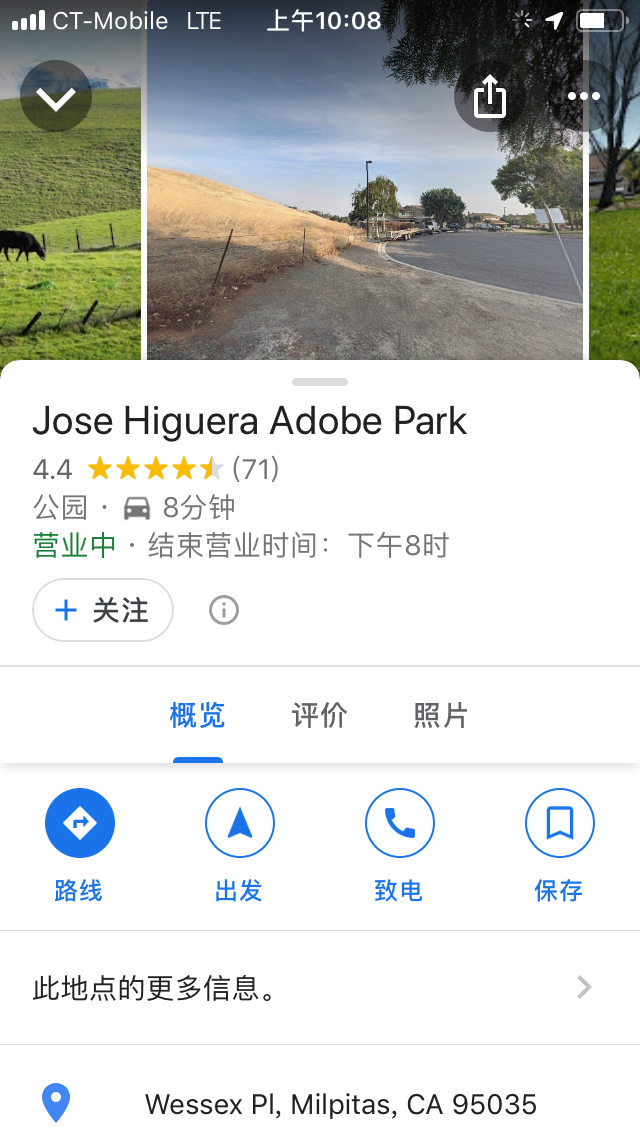 CT-Mobile LTE 上午10:08
Jose Higuera Adobe Park
4.4 (71)
公园 · 8分钟
营业中 · 结束营业时间：下午8时
+ 关注
概览 评价 照片
路线 出发 致电 保存
此地点的更多信息。
Wessex Pl, Milpitas, CA 95035